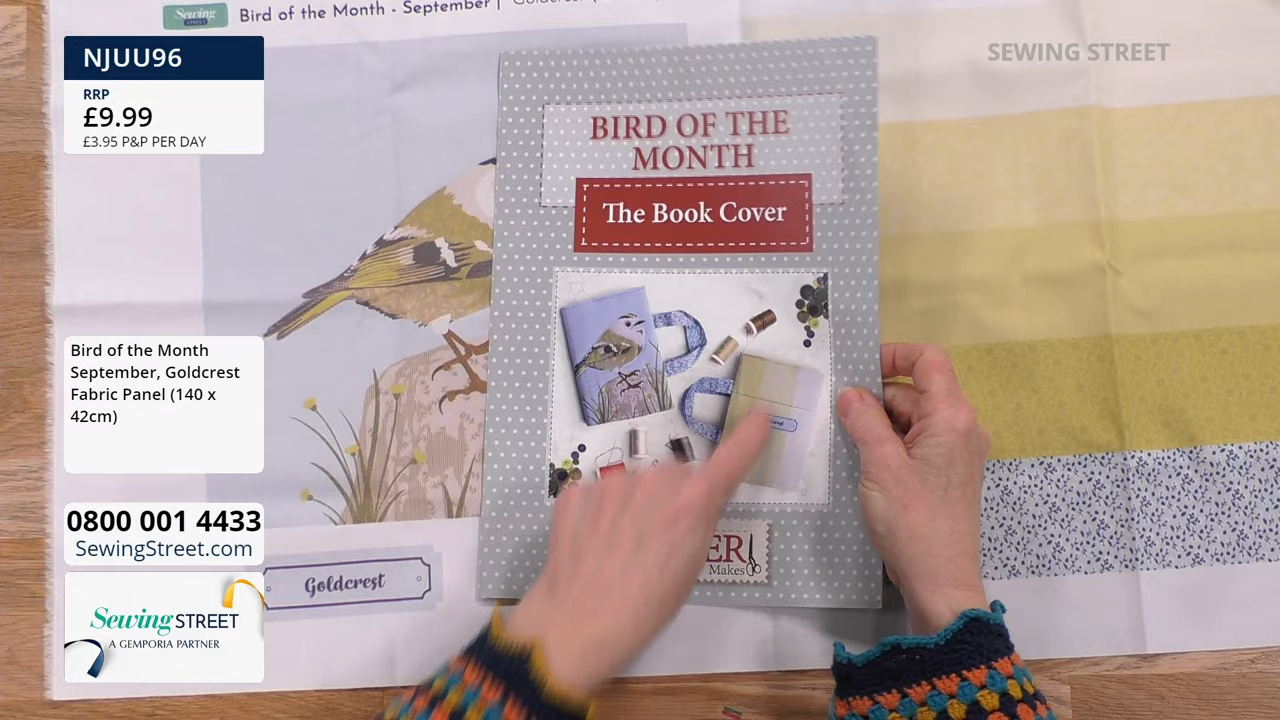 Sewing
STREET
Bird of the Month - September |
SEWING STREET
NJUU96
RRP
£9.99
£3.95 P&P PER DAY
BIRD OF THE
MONTH
The Book Cover
Bird of the Month
September, Goldcrest
Fabric Panel (140 x
42cm)
0800 001 4433
SewingStreet.com
Makes
Goldcrest
Sewing STREET
A GEMPORIA PARTNER